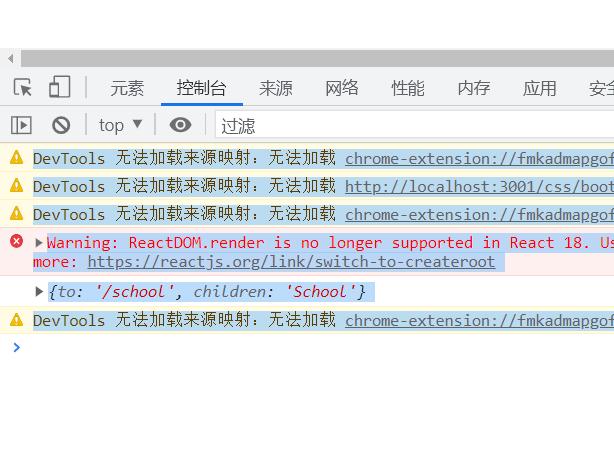 元素 控制台 来源 网络 性能 内存 应用 安全
top 过滤
DevTools 无法加载来源映射：无法加载 chrome-extension://fmkadmapgof
DevTools 无法加载来源映射：无法加载 http://localhost:3001/css/boot
DevTools 无法加载来源映射：无法加载 chrome-extension://fmkadmapgof
Warning: ReactDOM.render is no longer supported in React 18. Us
more: https://reactjs.org/link/switch-to-createroot
{to: '/school', children: 'School'}
DevTools 无法加载来源映射：无法加载 chrome-extension://fmkadmapgof